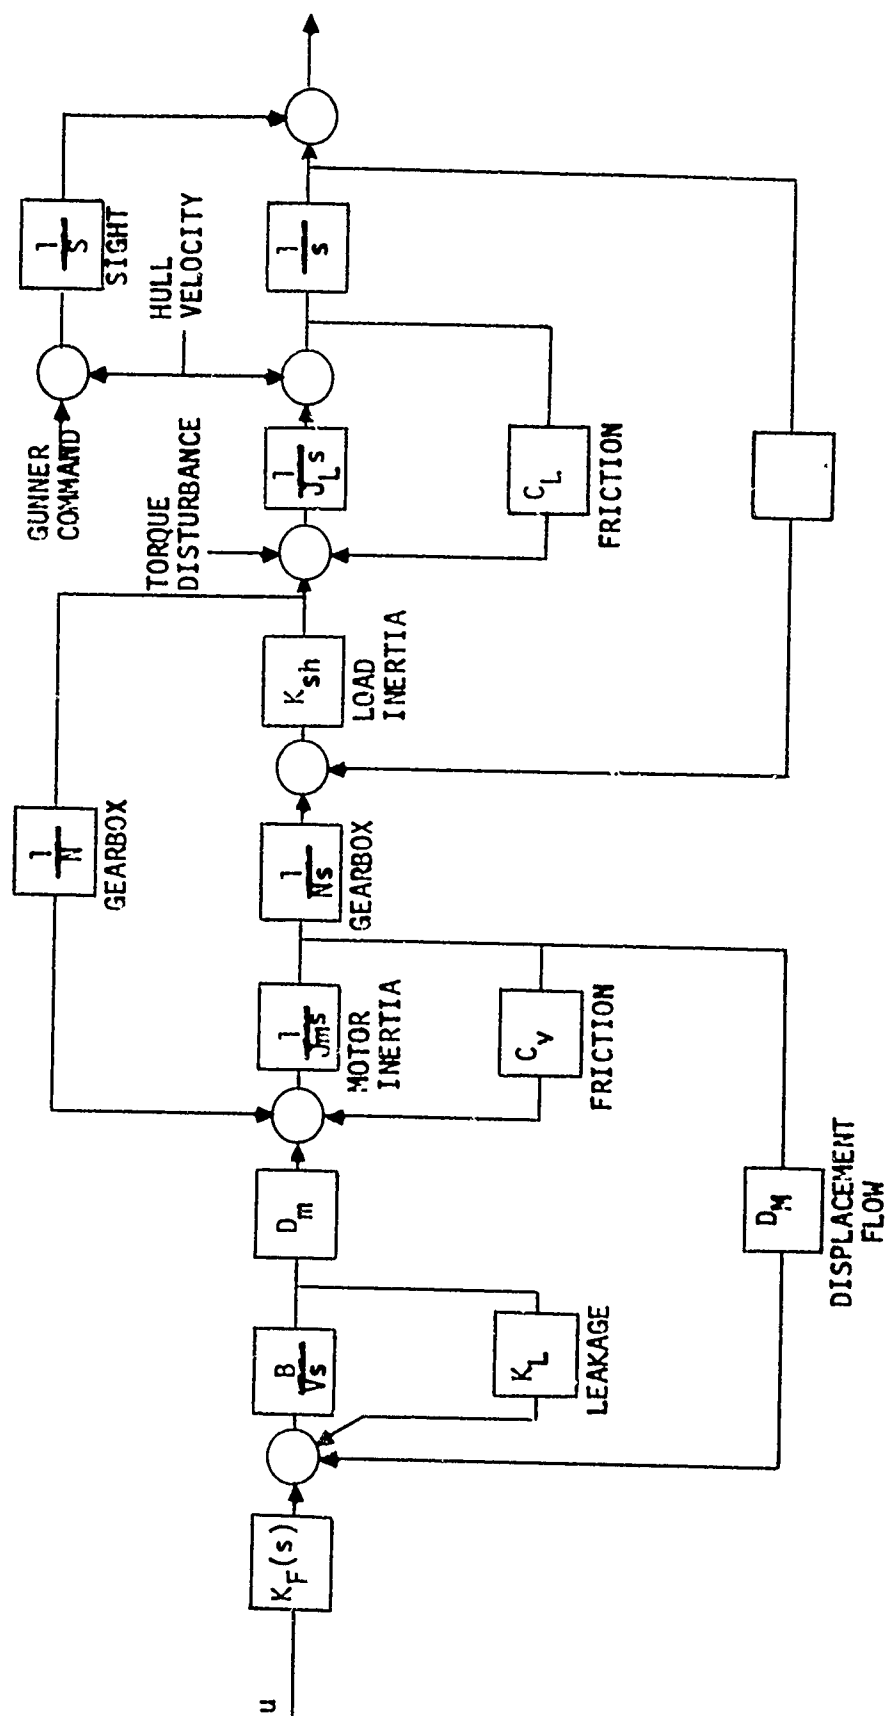 u
K_F(s)
B
Vs
K_L
LEAKAGE
D_m
D_M
DISPLACEMENT
FLOW
1
Jms
MOTOR
INERTIA
C_v
FRICTION
1
N
GEARBOX
1
Ns
GEARBOX
K_sh
LOAD
INERTIA
TORQUE
DISTURBANCE
1
J_L s
C_L
FRICTION
GUNNER
COMMAND
HULL
VELOCITY
1
S
SIGHT
1
s